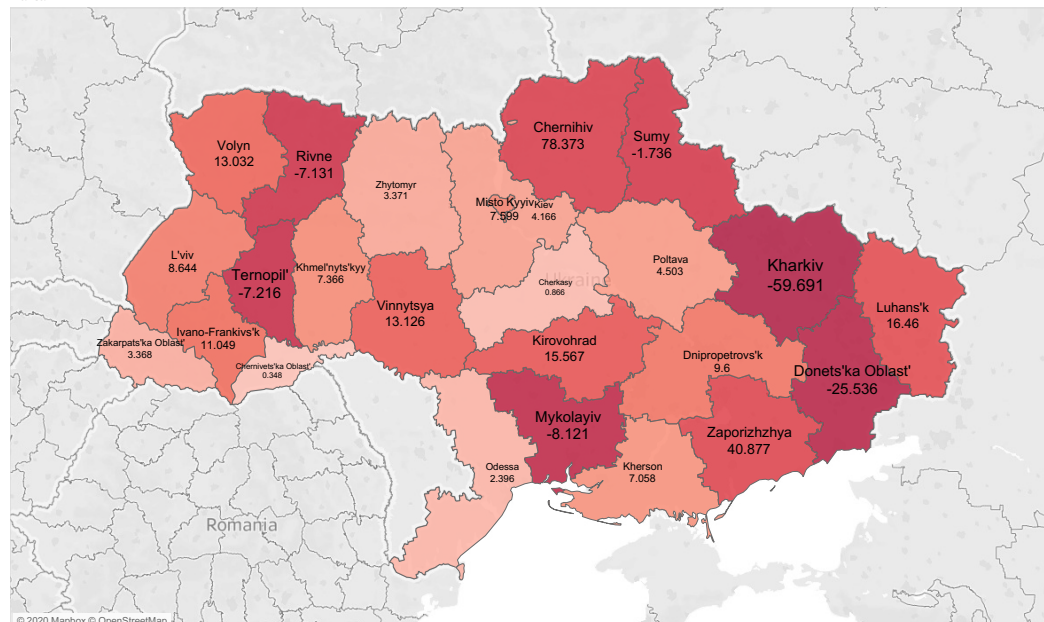 Chernihiv
78.373
Sumy
-1.736
Volyn
13.032
Rivne
-7.131
Zhytomyr
3.371
Misto Kyyiv
7.599
Kiev
4.166
L'viv
8.644
Ternopil'
-7.216
Khmel'nyts'kyy
7.366
Poltava
4.503
Kharkiv
-59.691
Ukraine
Cherkasy
0.866
Vinnytsya
13.126
Luhans'k
16.46
Ivano-Frankivs'k
11.049
Zakarpats'ka Oblast'
3.368
Chernivets'ka Oblast'
0.348
Kirovohrad
15.567
Dnipropetrovs'k
9.6
Donets'ka Oblast'
-25.536
Mykolayiv
-8.121
Zaporizhzhya
40.877
Odessa
2.396
Kherson
7.058
Romania
© 2020 Mapbox © OpenStreetMap